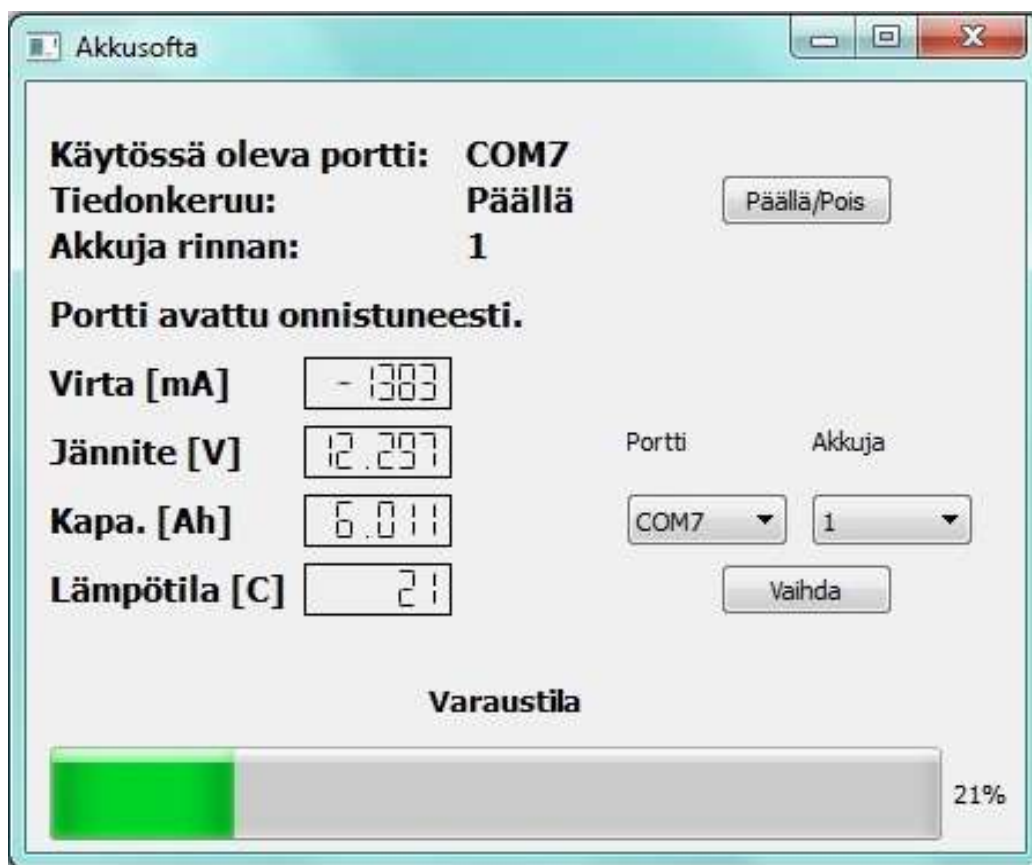 Akkusofta
Käytössä oleva portti: COM7
Tiedonkeruu: Päällä Päällä/Pois
Akkuja rinnan: 1
Portti avattu onnistuneesti.
Virta [mA] -1383
Jännite [V] 12.297 Portti Akkuja
Kapa. [Ah] 6.011 COM7 1
Lämpötila [C] 21 Vaihda
Varaustila
21%